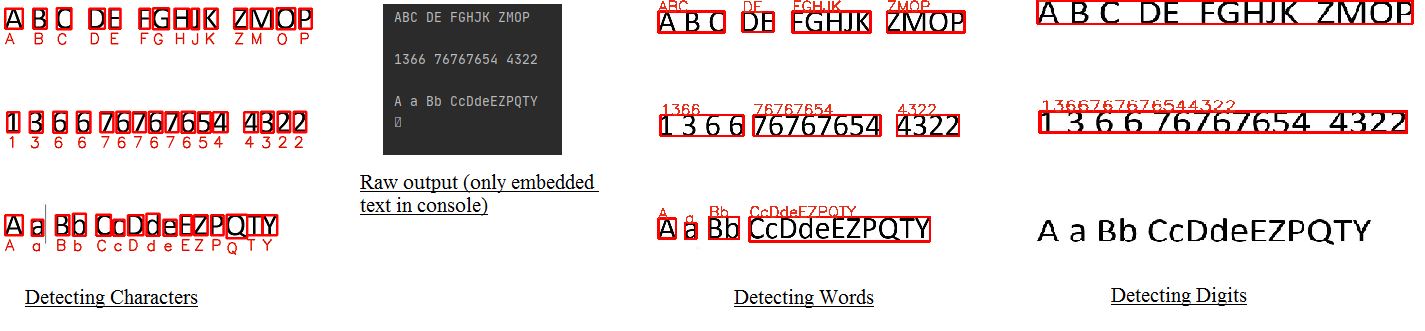 A B C DE FGHJK ZMOP
A B C D E F G H J K Z M O P
1 3 6 6 76767654 4322
1 3 6 6 7 6 7 6 7 6 5 4 4 3 2 2
A a Bb CcDdeEZPQTY
A a B b C c D d e E Z P Q T Y
Detecting Characters
ABC DE FGHJK ZMOP
1366 76767654 4322
A a Bb CcDdeEZPQTY
Raw output (only embedded
text in console)
ABC DE FGHJK ZMOP
A B C DE FGHJK ZMOP
1366 76767654 4322
1 3 6 6 76767654 4322
A a Bb CcDdeEZPQTY
A a Bb CcDdeEZPQTY
Detecting Words
A B C DE FGHJK ZMOP
1366767676544322
1 3 6 6 76767654 4322
A a Bb CcDdeEZPQTY
Detecting Digits